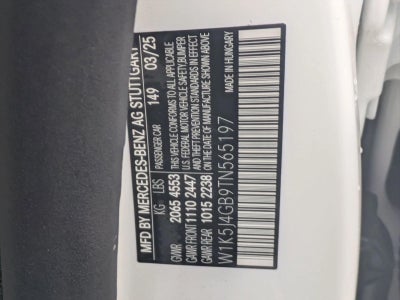 MFD BY MERCEDES-BENZ AG STUTTGART
PASSENGER CAR 149 03/25
KG LBS
GVWR 2065 4553
GAWR FRONT 1110 2447
GAWR REAR 1015 2238
THIS VEHICLE CONFORMS TO ALL APPLICABLE
U.S. FEDERAL MOTOR VEHICLE SAFETY, BUMPER
AND THEFT PREVENTION STANDARDS IN EFFECT
ON THE DATE OF MANUFACTURE SHOWN ABOVE
W1K5J4GB9TN565197
MADE IN HUNGARY